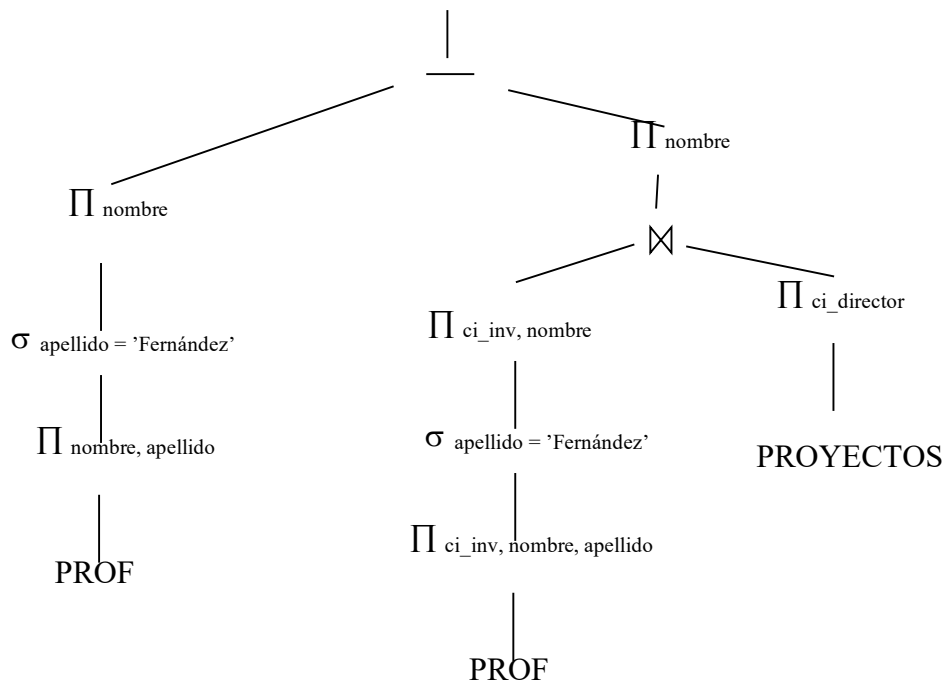 —
∏ nombre
∏ nombre
⋈
∏ ci_director
∏ ci_inv, nombre
σ apellido = ’Fernández’
∏ nombre, apellido
σ apellido = ’Fernández’
PROYECTOS
∏ ci_inv, nombre, apellido
PROF
PROF